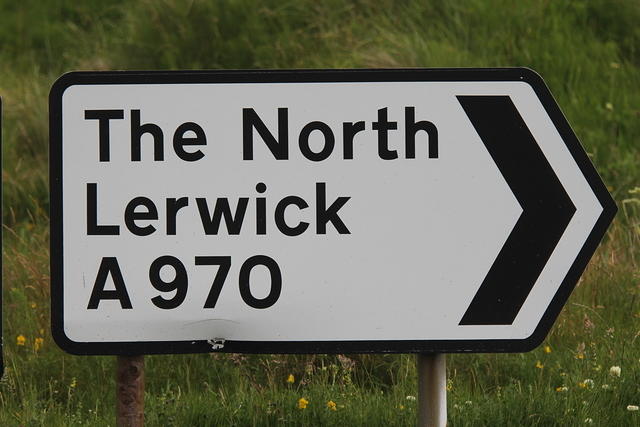 The North
Lerwick
A 970